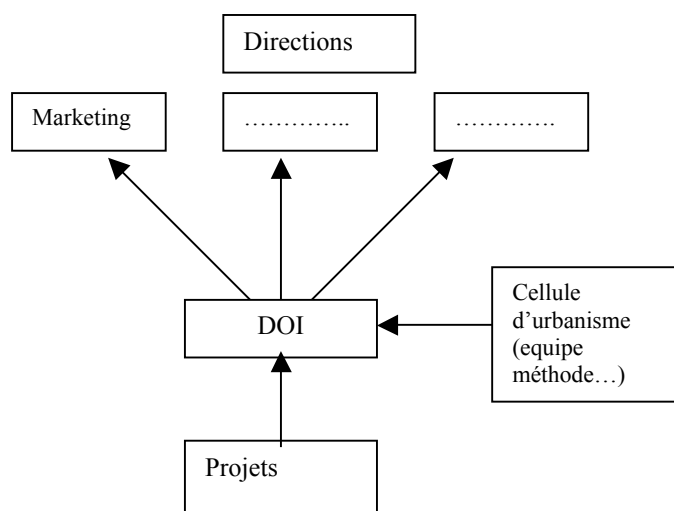 Directions
Marketing
…………..
………….
DOI
Cellule
d'urbanisme
(equipe
méthode…)
Projets